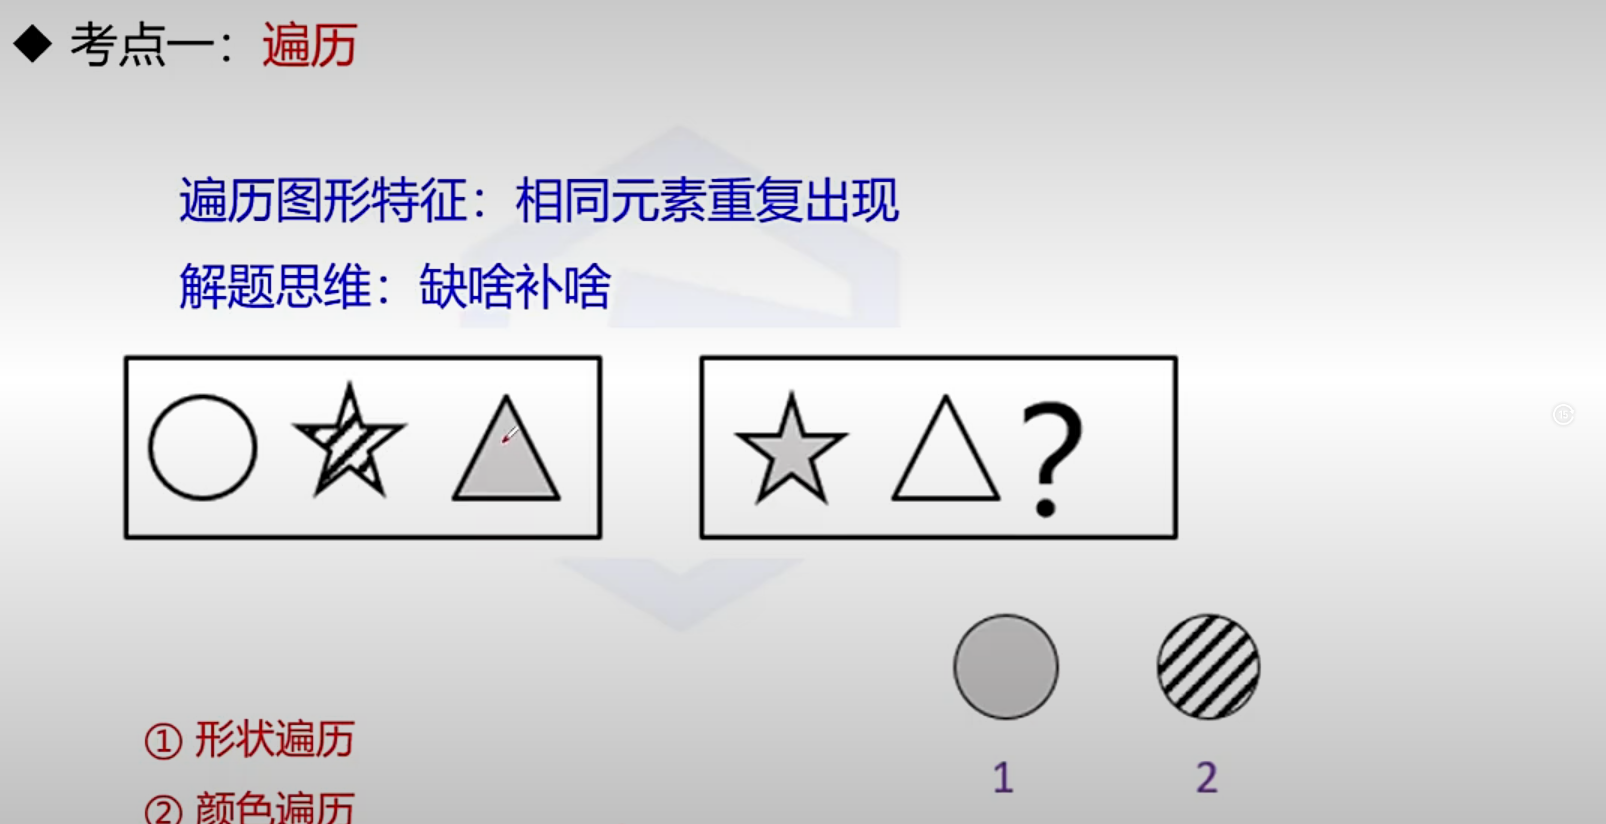 ◆ 考点一：遍历
遍历图形特征：相同元素重复出现
解题思维：缺啥补啥
?
1 2
① 形状遍历
② 颜色遍历